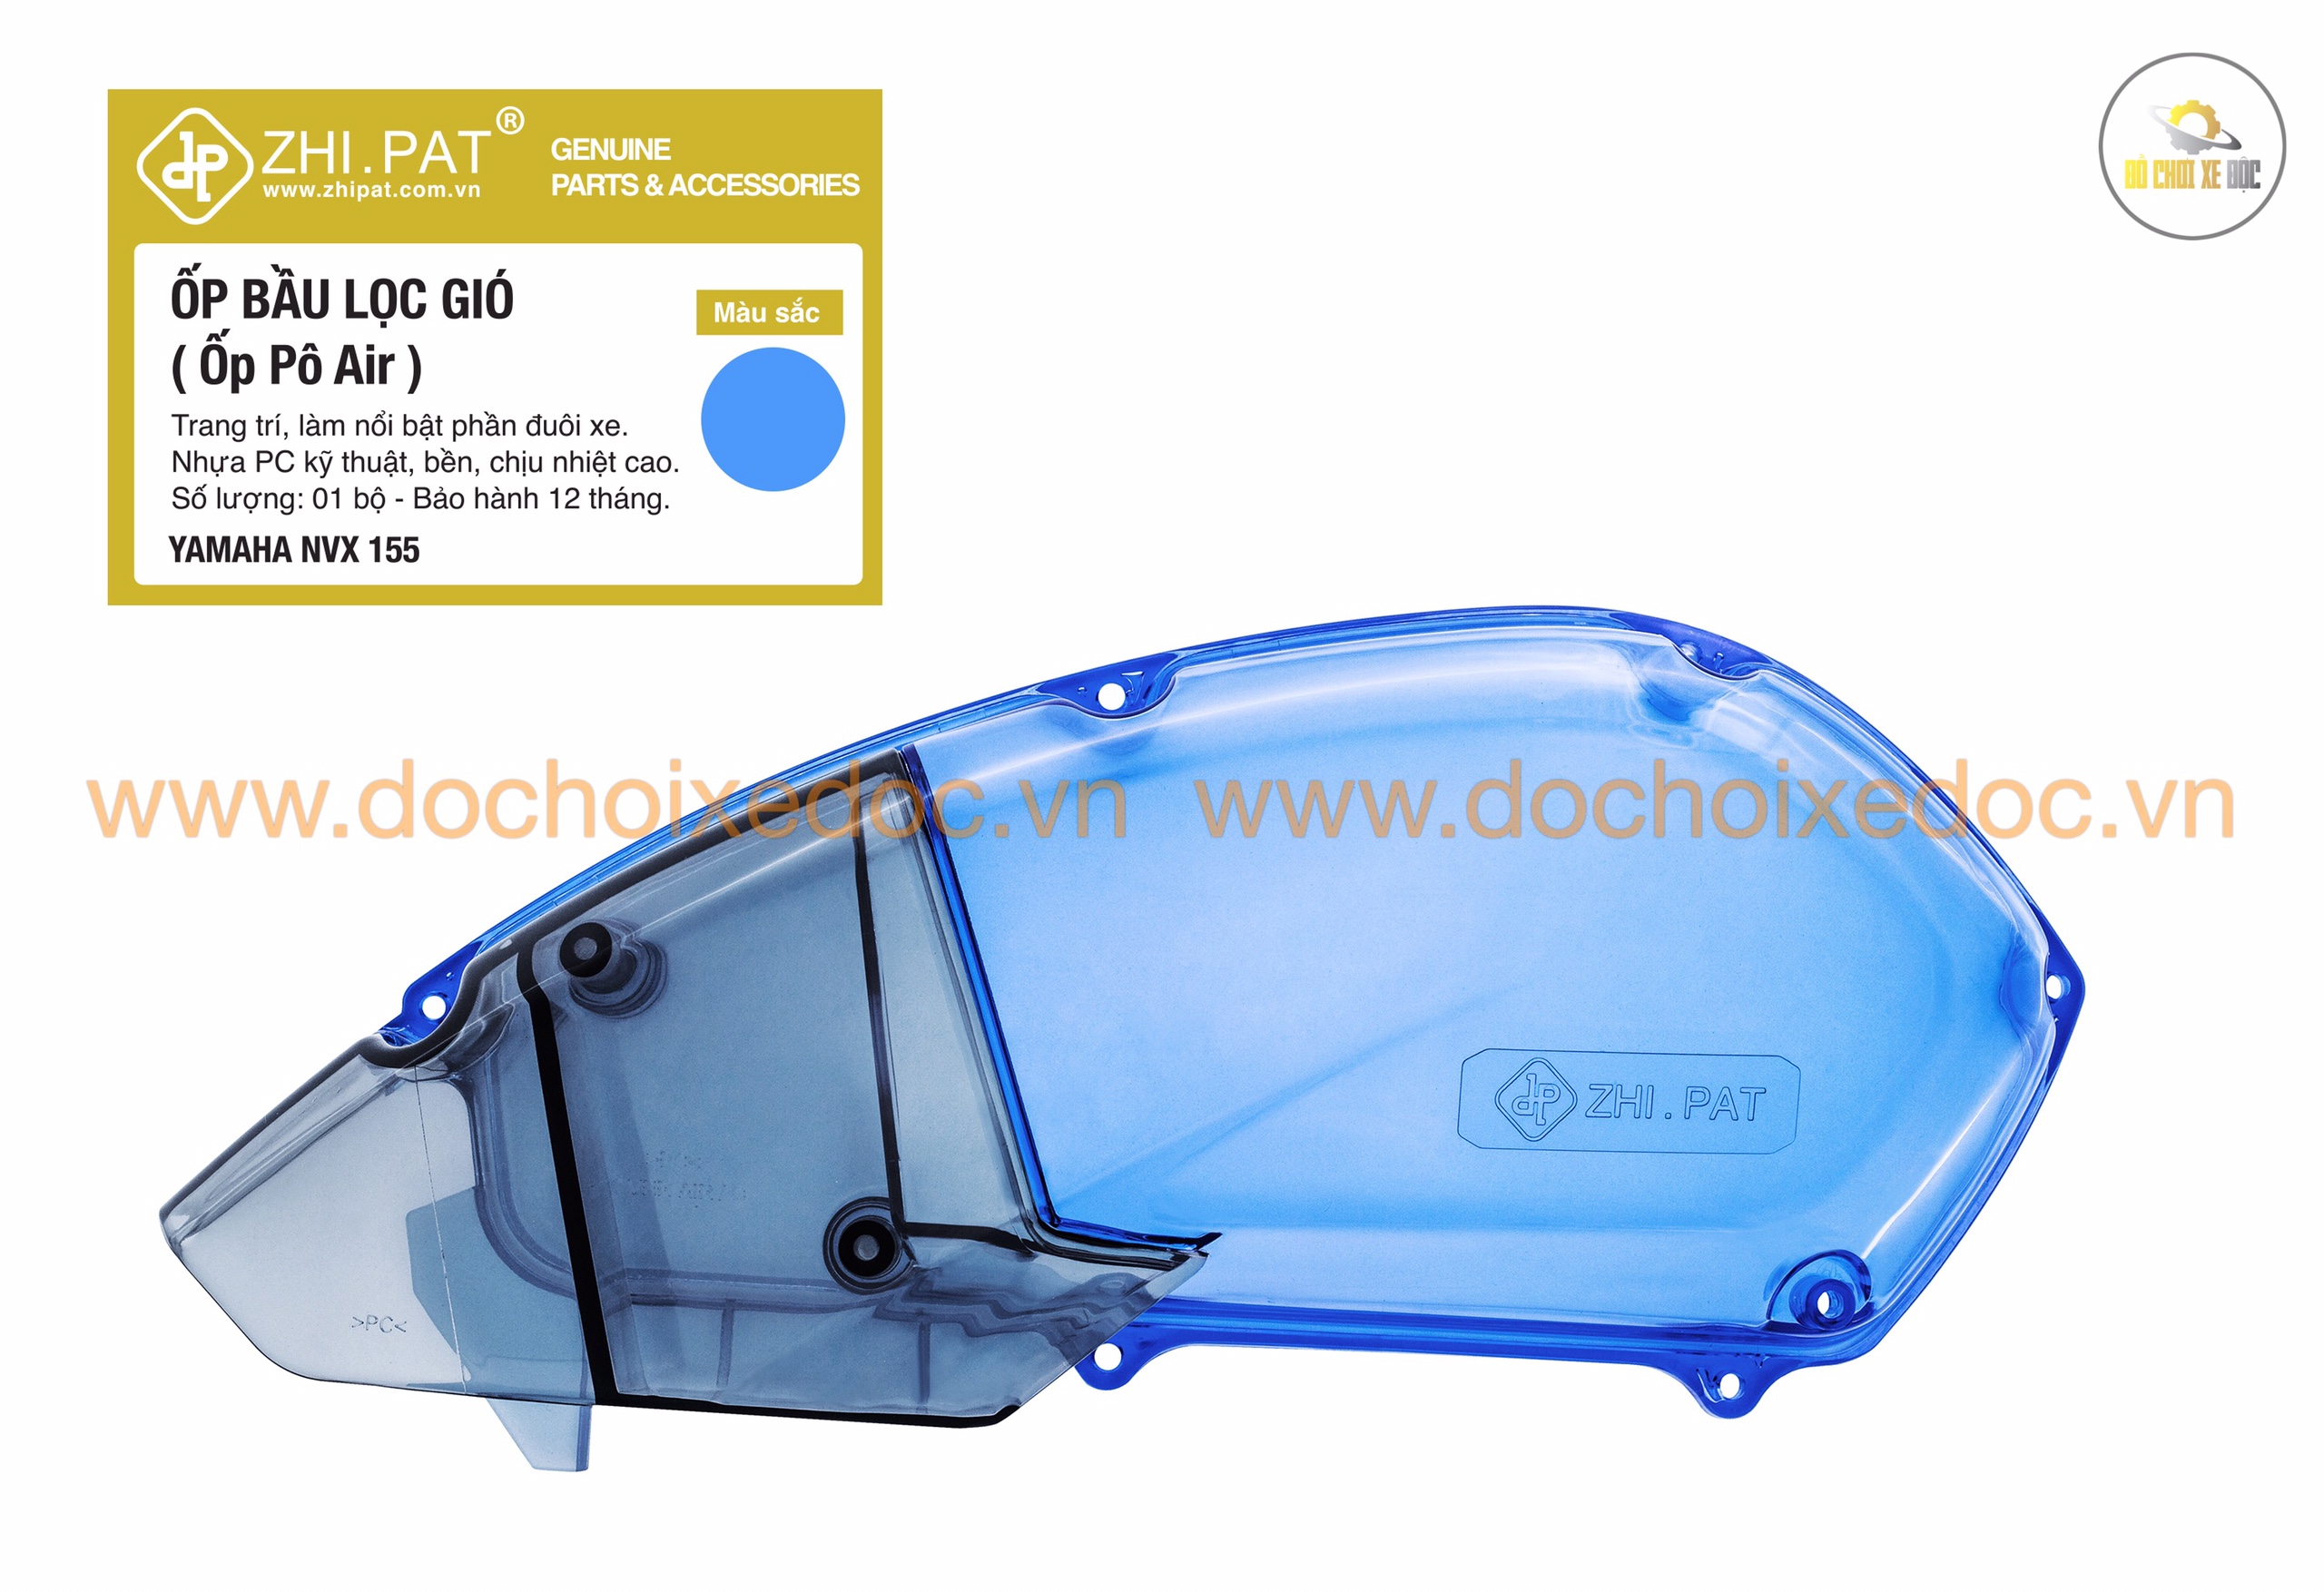 ZHI.PAT®
www.zhipat.com.vn
GENUINE
PARTS & ACCESSORIES
ỐP BẦU LỌC GIÓ
( Ốp Pô Air )
Màu sắc
Trang trí, làm nổi bật phần đuôi xe.
Nhựa PC kỹ thuật, bền, chịu nhiệt cao.
Số lượng: 01 bộ - Bảo hành 12 tháng.
YAMAHA NVX 155
ĐỒ CHƠI XE ĐỘC
www.dochoixedoc.vn www.dochoixedoc.vn
ZHI.PAT
>PC<